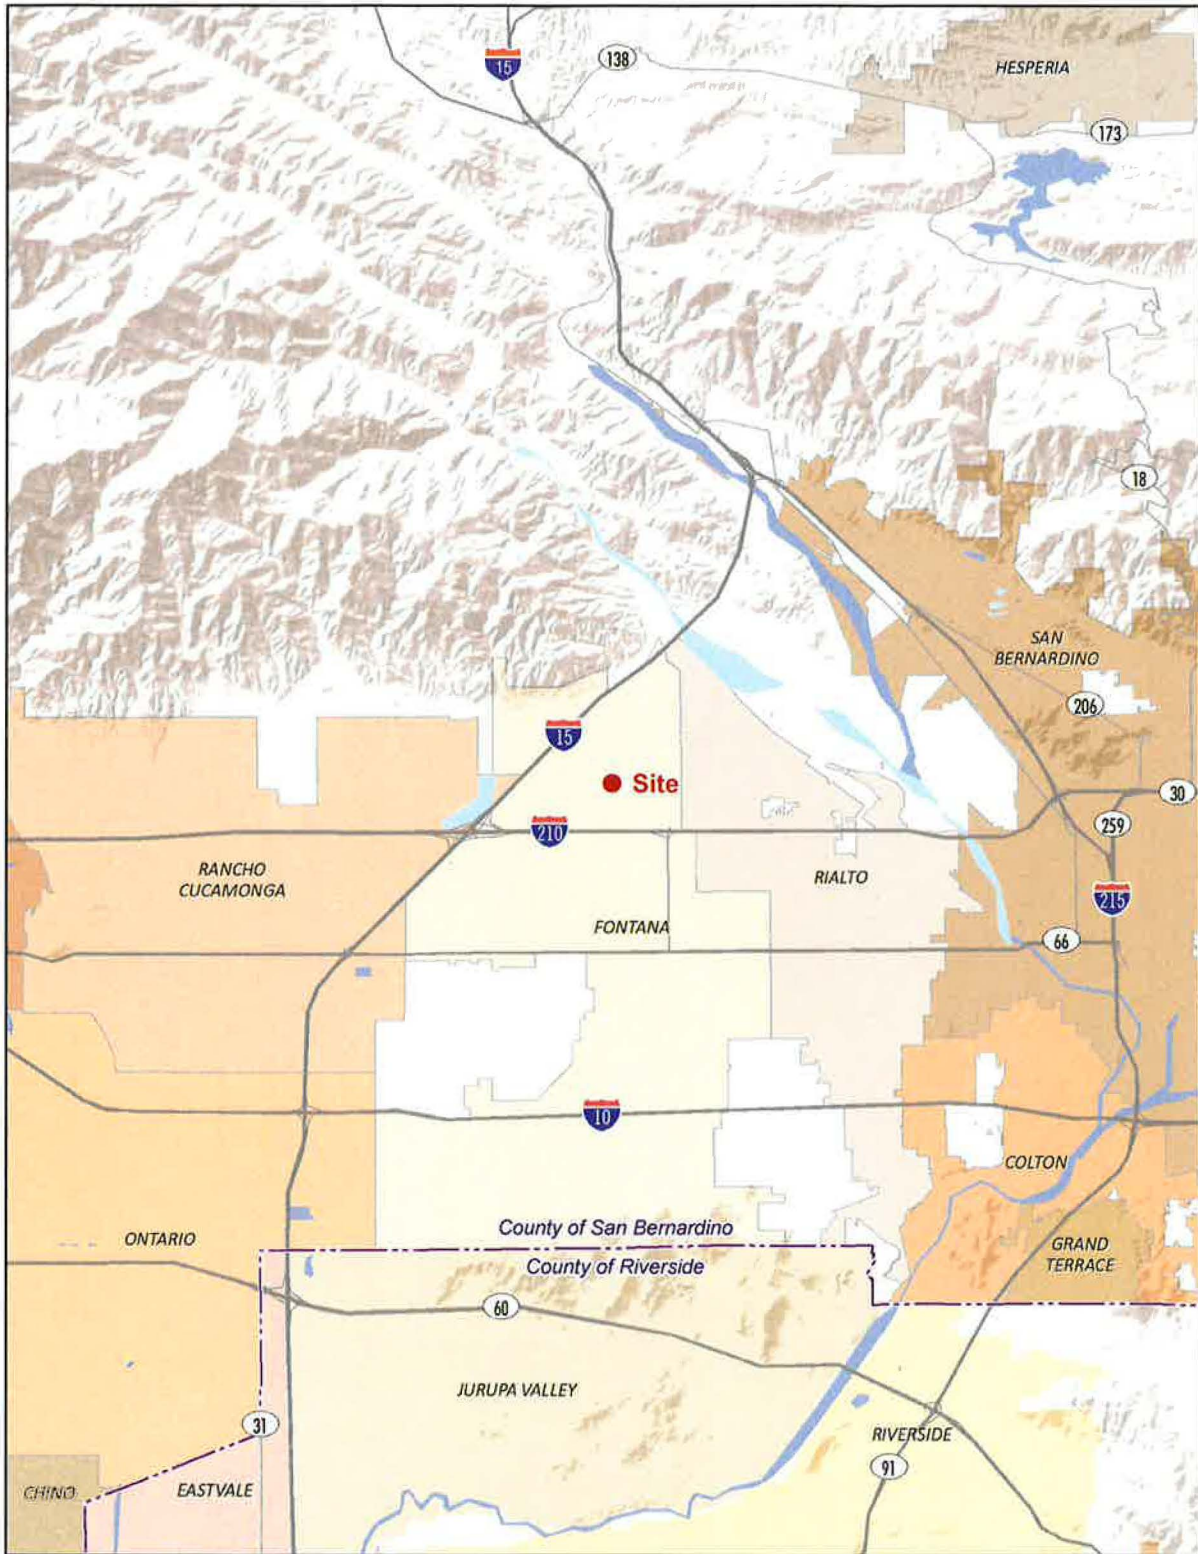 15
138
HESPERIA
173
18
SAN
BERNARDINO
206
15
Site
30
210
259
RANCHO
CUCAMONGA
RIALTO
215
FONTANA
66
10
COLTON
County of San Bernardino
ONTARIO
GRAND
TERRACE
County of Riverside
60
JURUPA VALLEY
31
RIVERSIDE
91
CHINO
EASTVALE